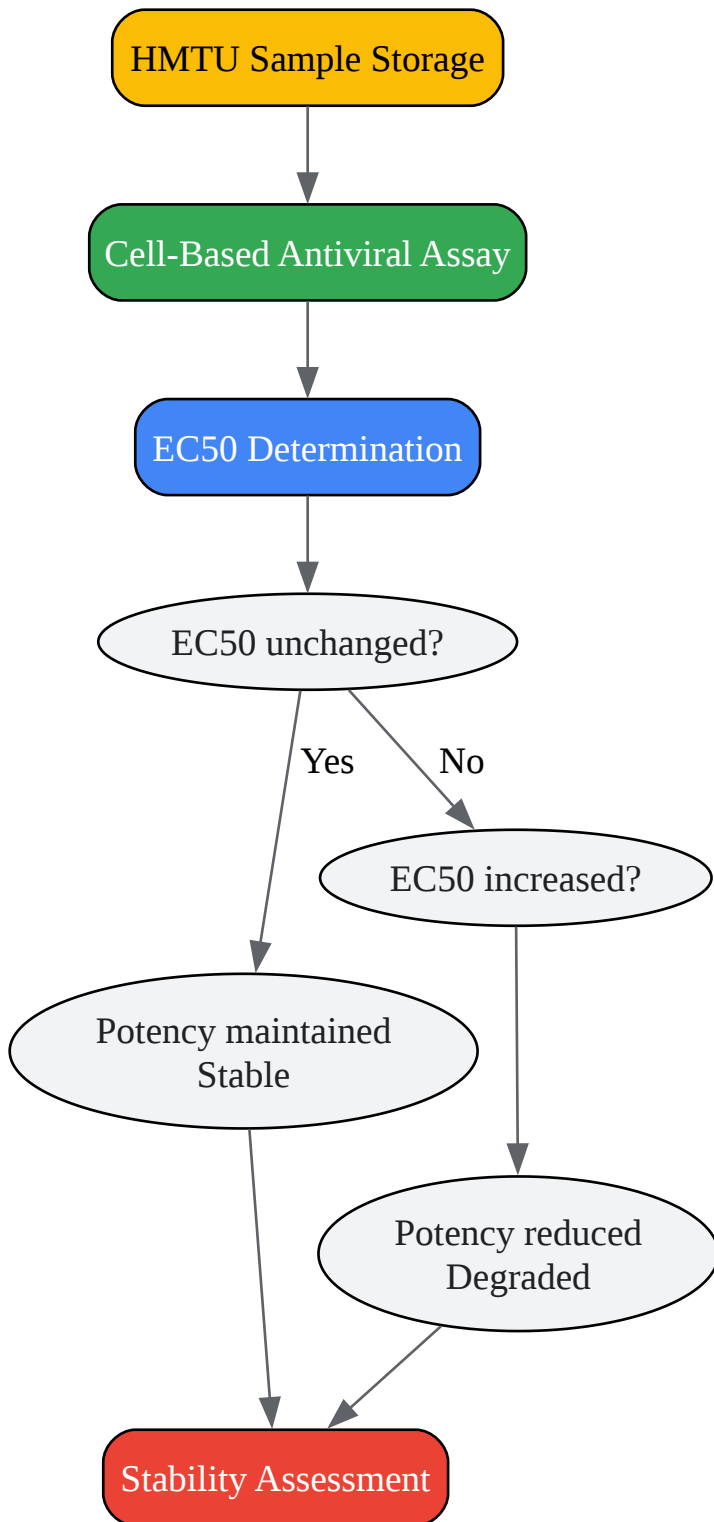 HMTU Sample Storage
Cell-Based Antiviral Assay
EC50 Determination
EC50 unchanged?
Yes
No
EC50 increased?
Potency maintained
Stable
Potency reduced
Degraded
Stability Assessment